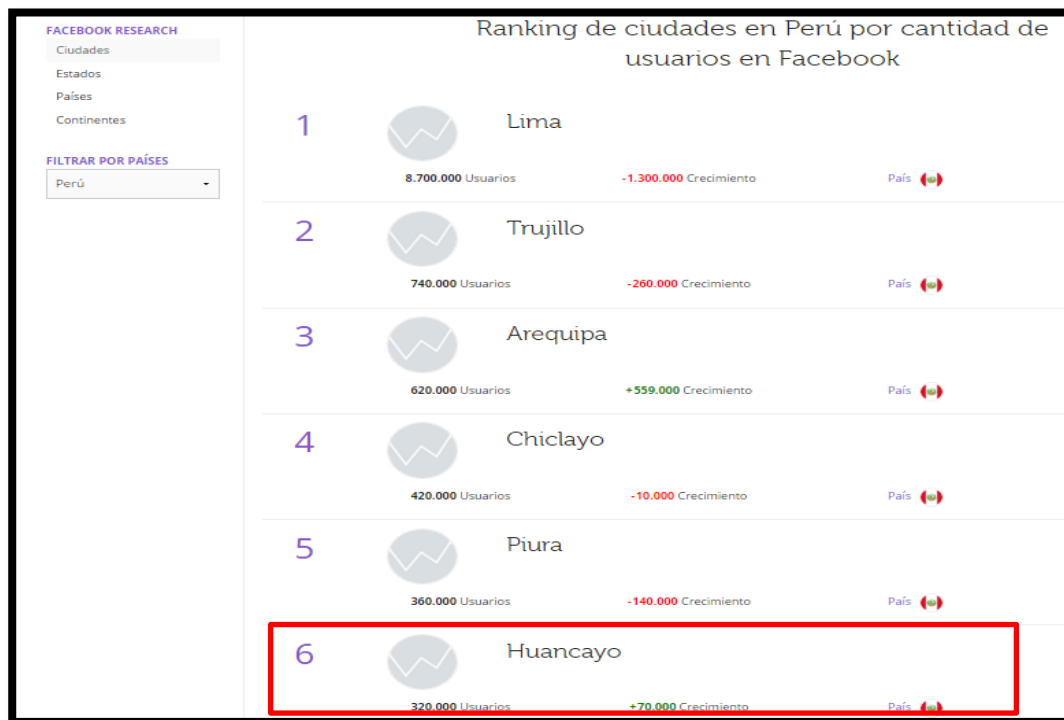 FACEBOOK RESEARCH
Ciudades
Estados
Países
Continentes
FILTRAR POR PAÍSES
Perú
Ranking de ciudades en Perú por cantidad de
usuarios en Facebook
1 Lima
8.700.000 Usuarios -1.300.000 Crecimiento País
2 Trujillo
740.000 Usuarios -260.000 Crecimiento País
3 Arequipa
620.000 Usuarios +559.000 Crecimiento País
4 Chiclayo
420.000 Usuarios -10.000 Crecimiento País
5 Piura
360.000 Usuarios -140.000 Crecimiento País
6 Huancayo
320.000 Usuarios +70.000 Crecimiento País